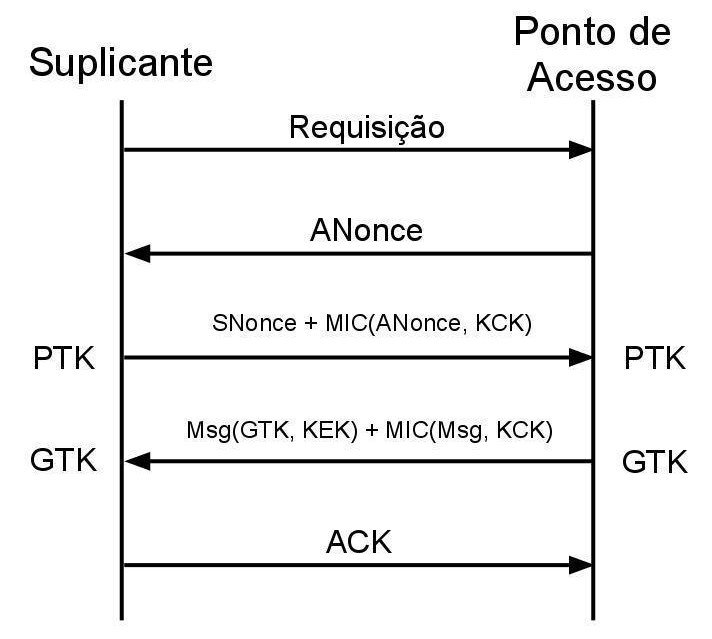 Suplicante
Ponto de
Acesso
Requisição
ANonce
SNonce + MIC(ANonce, KCK)
PTK
PTK
Msg(GTK, KEK) + MIC(Msg, KCK)
GTK
GTK
ACK